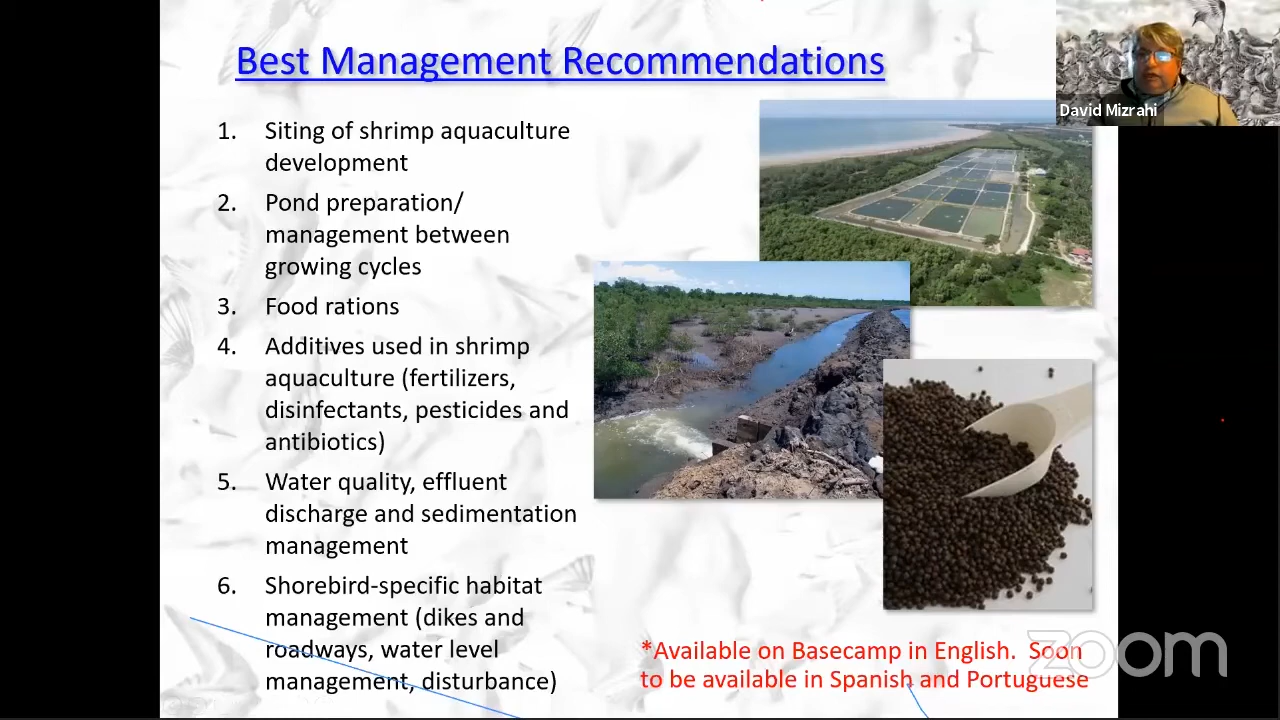 Best Management Recommendations
David Mizrahi
1. Siting of shrimp aquaculture
development
2. Pond preparation/
management between
growing cycles
3. Food rations
4. Additives used in shrimp
aquaculture (fertilizers,
disinfectants, pesticides and
antibiotics)
5. Water quality, effluent
discharge and sedimentation
management
6. Shorebird-specific habitat
management (dikes and
roadways, water level
management, disturbance)
*Available on Basecamp in English. Soon
to be available in Spanish and Portuguese
zoom